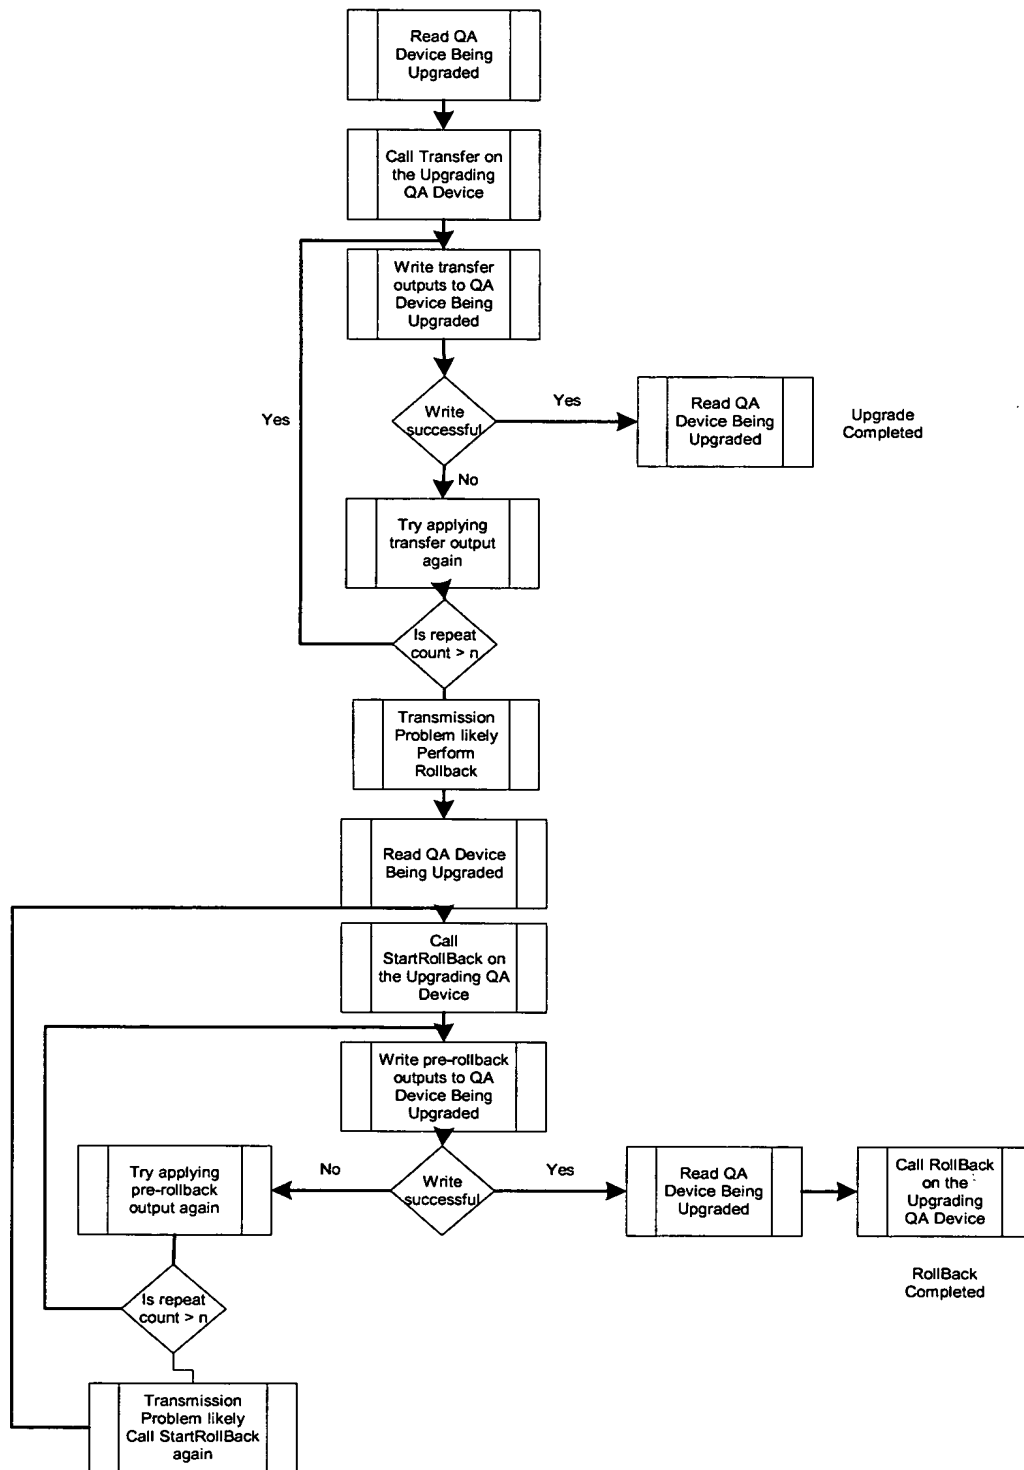 Read QA
Device Being
Upgraded
Call Transfer on
the Upgrading
QA Device
Write transfer
outputs to QA
Device Being
Upgraded
Yes
Write
successful
Yes
Read QA
Device Being
Upgraded
Upgrade
Completed
No
Try applying
transfer output
again
Is repeat
count > n
Transmission
Problem likely
Perform
Rollback
Read QA Device
Being Upgraded
Call
StartRollBack on
the Upgrading QA
Device
Write pre-rollback
outputs to QA
Device Being
Upgraded
Try applying
pre-rollback
output again
No
Write
successful
Yes
Read QA
Device Being
Upgraded
Call RollBack
on the
Upgrading
QA Device
RollBack
Completed
Is repeat
count > n
Transmission
Problem likely
Call StartRollBack
again